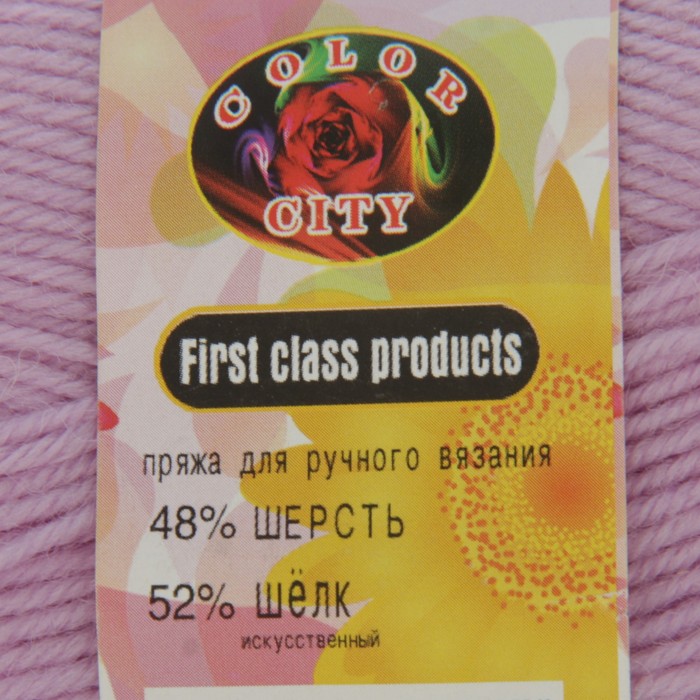 COLOR
CITY
First class products
пряжа для ручного вязания
48% ШЕРСТЬ
52% шёлк
искусственный